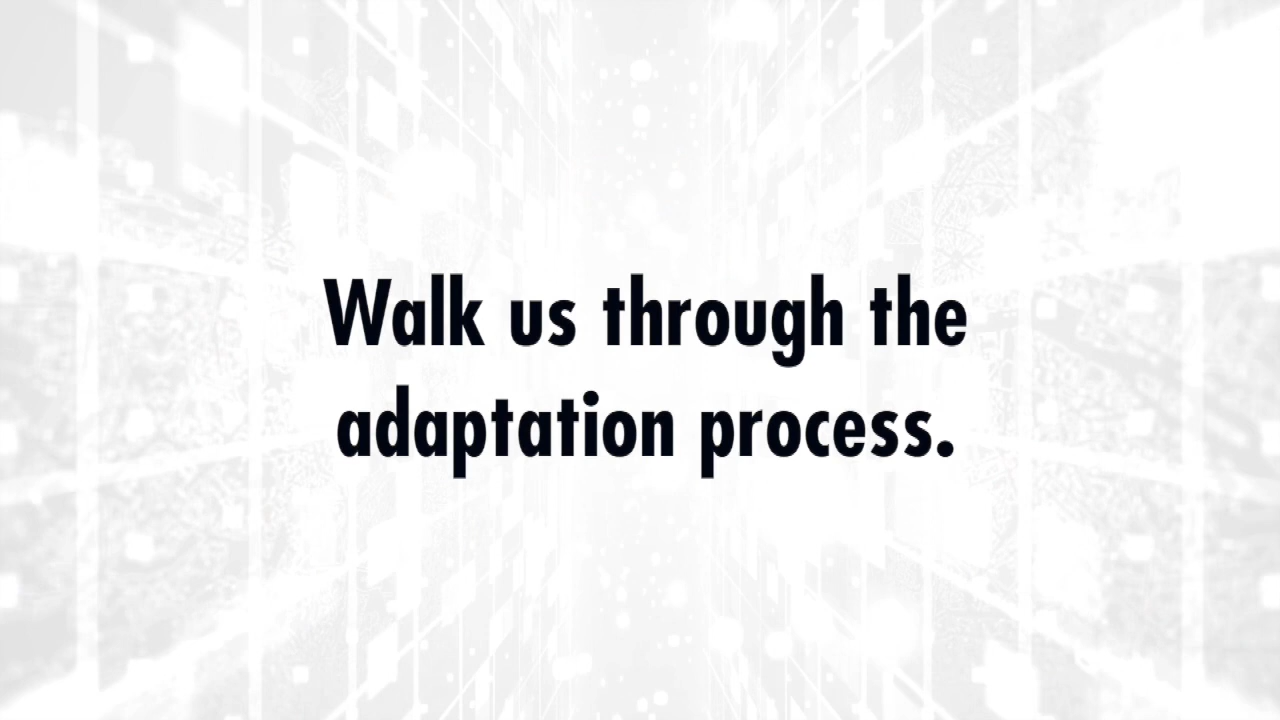 Walk us through the
adaptation process.